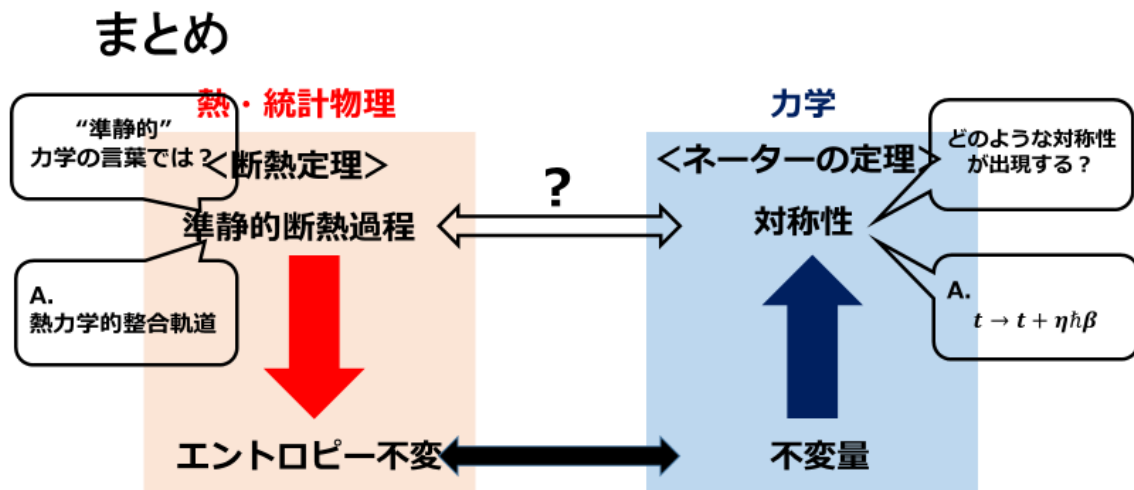 まとめ
熱・統計物理
“準静的”
力学の言葉では？
<断熱定理>
準静的断熱過程
A.
熱力学的整合軌道
エントロピー不変
?
力学
<ネーターの定理>
対称性
どのような対称性
が出現する？
A.
t → t + ηℏβ
不変量